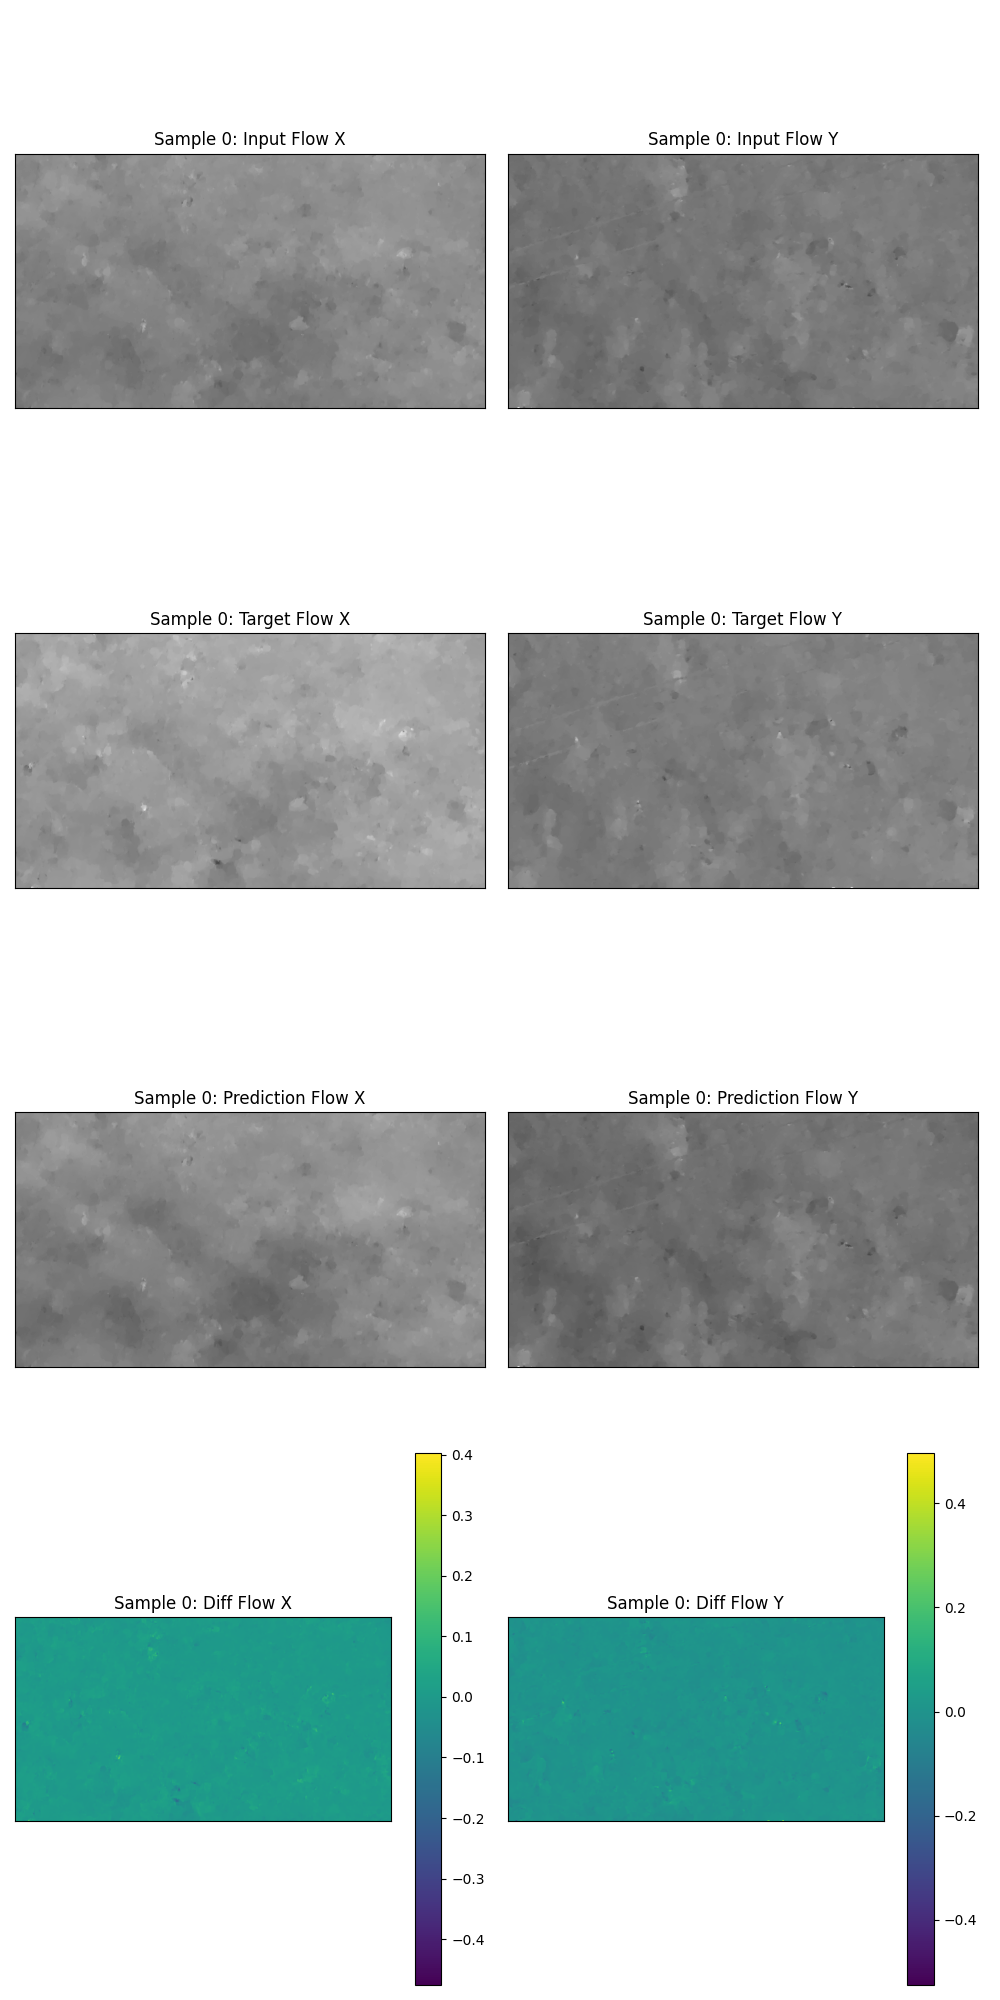 Sample 0: Input Flow X
Sample 0: Input Flow Y
Sample 0: Target Flow X
Sample 0: Target Flow Y
Sample 0: Prediction Flow X
Sample 0: Prediction Flow Y
Sample 0: Diff Flow X
0.4
0.3
0.2
0.1
0.0
−0.1
−0.2
−0.3
−0.4
Sample 0: Diff Flow Y
0.4
0.2
0.0
−0.2
−0.4